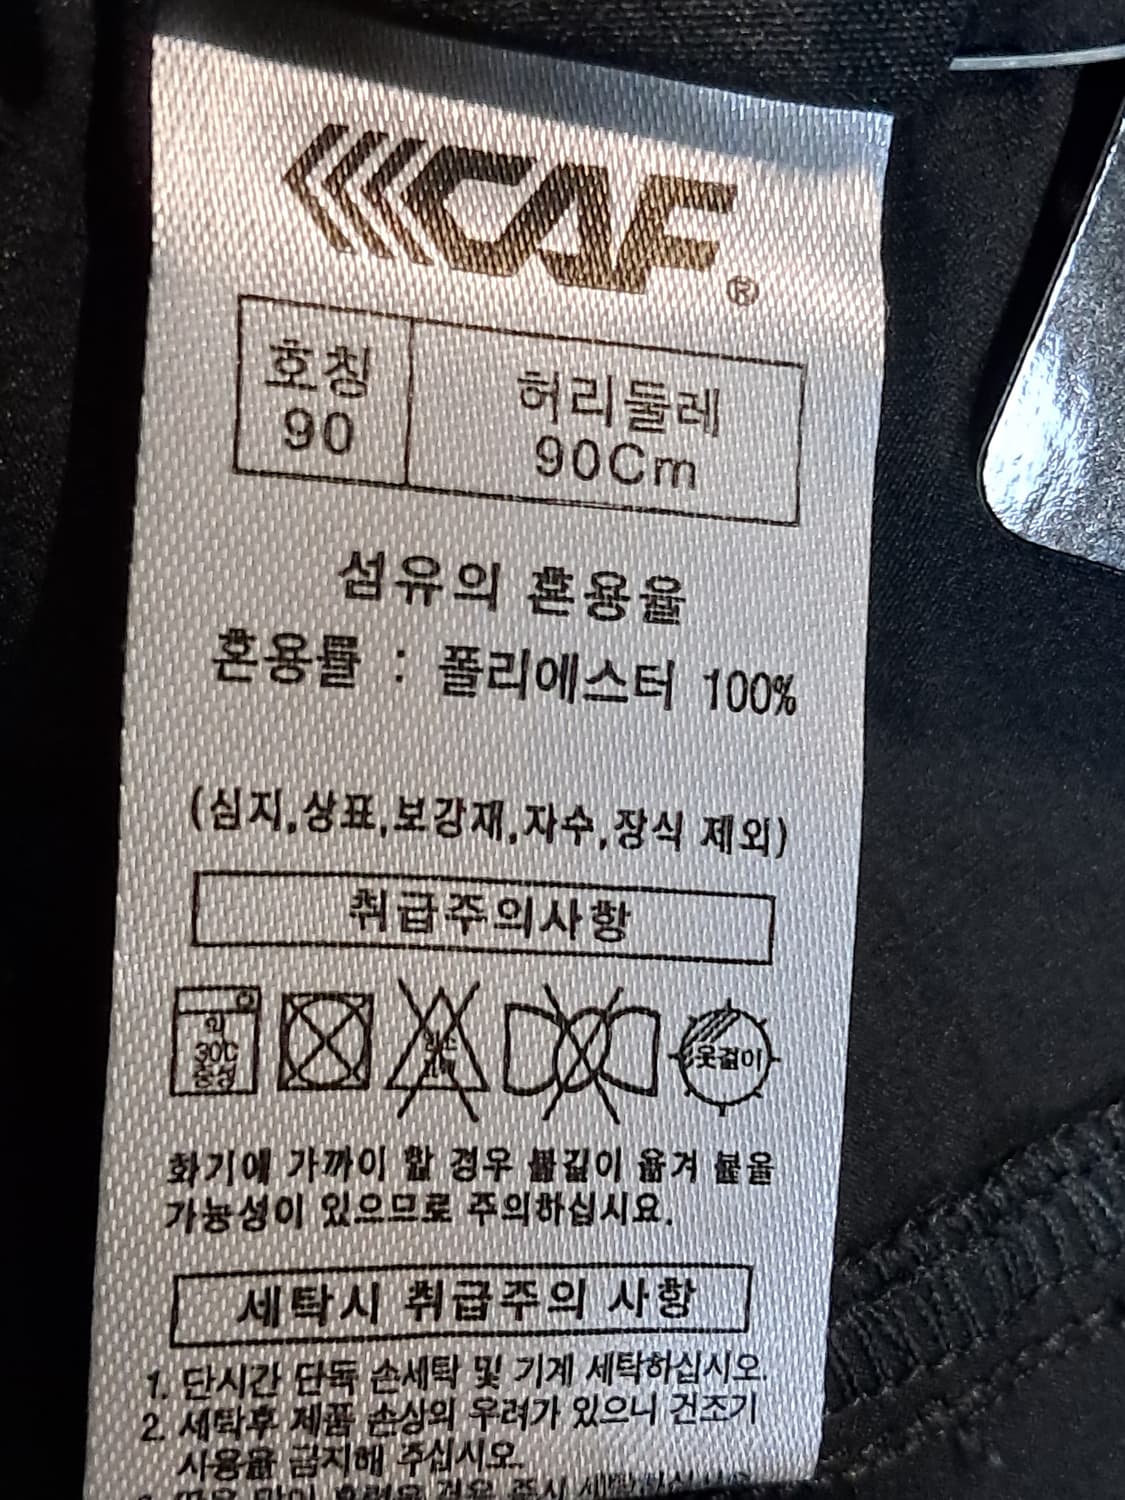 CAF®
호칭
90
허리둘레
90Cm
섬유의 혼용율
혼용률 : 폴리에스터 100%
(심지,상표,보강재,자수,장식 제외)
취급주의사항
약
30C
중성
옷걸이
화기에 가까이 할 경우 불길이 옮겨 붙을
가능성이 있으므로 주의하십시요.
세탁시 취급주의 사항
1. 단시간 단독 손세탁 및 기계 세탁하십시오.
2. 세탁후 제품 손상의 우려가 있으니 건조기
사용을 금지해 주십시오.